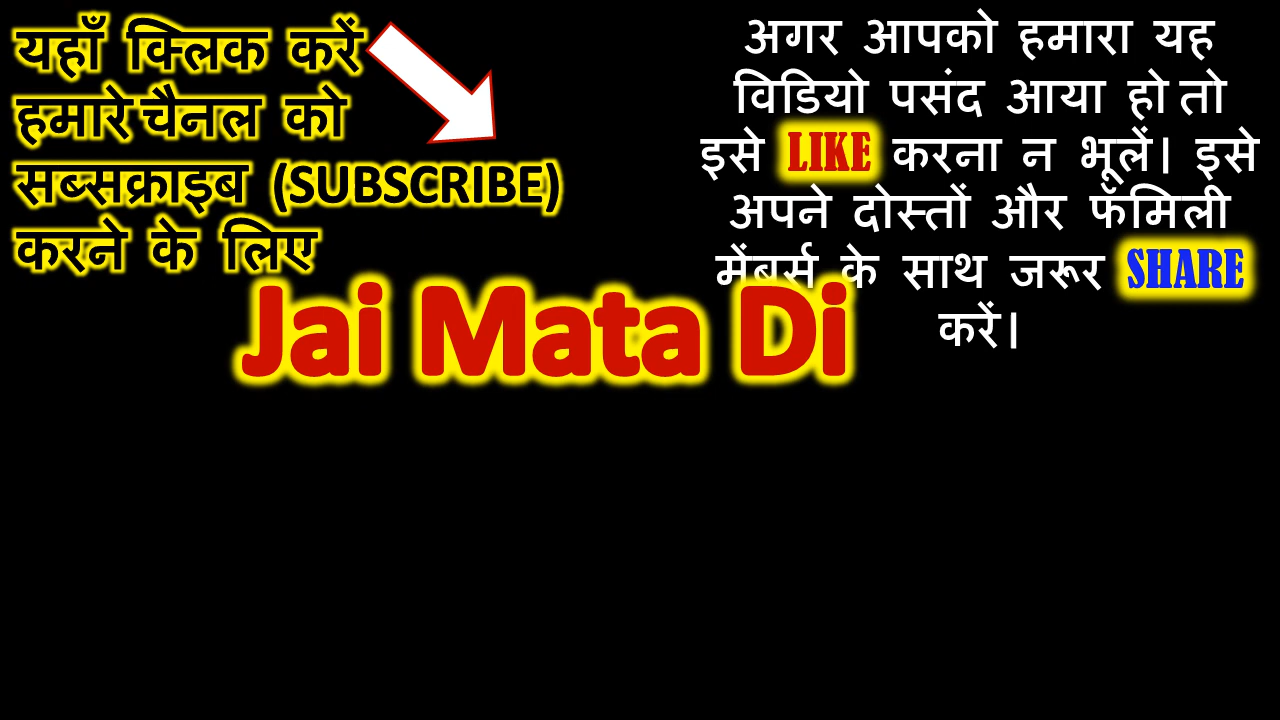 यहाँ क्लिक करें
हमारे चैनल को
सब्सक्राइब (SUBSCRIBE)
करने के लिए
अगर आपको हमारा यह
विडियो पसंद आया हो तो
इसे LIKE करना न भूलें। इसे
अपने दोस्तों और फॅमिली
मेंबर्स के साथ जरूर SHARE
करें।
Jai Mata Di